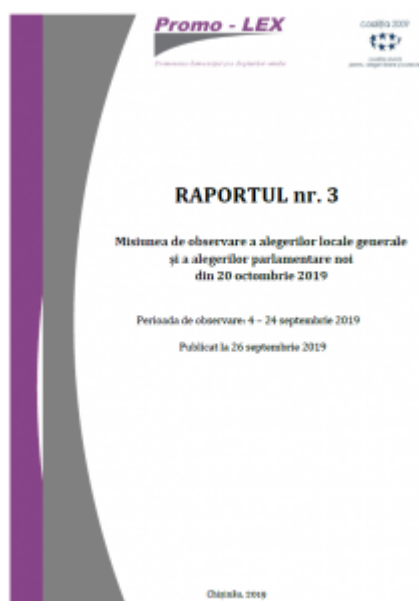 Promo - LEX
coaliția 2009
RAPORTUL nr. 3
Misiunea de observare a alegerilor locale generale
și a alegerilor parlamentare noi
din 20 octombrie 2019
Perioada de observare: 4 – 24 septembrie 2019
Publicat la 26 septembrie 2019
Chișinău, 2019